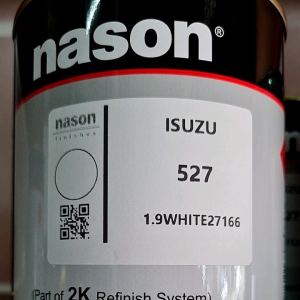 nason®
nason
finishes
ISUZU
527
1.9WHITE27166
(Part of 2K Refinish System)